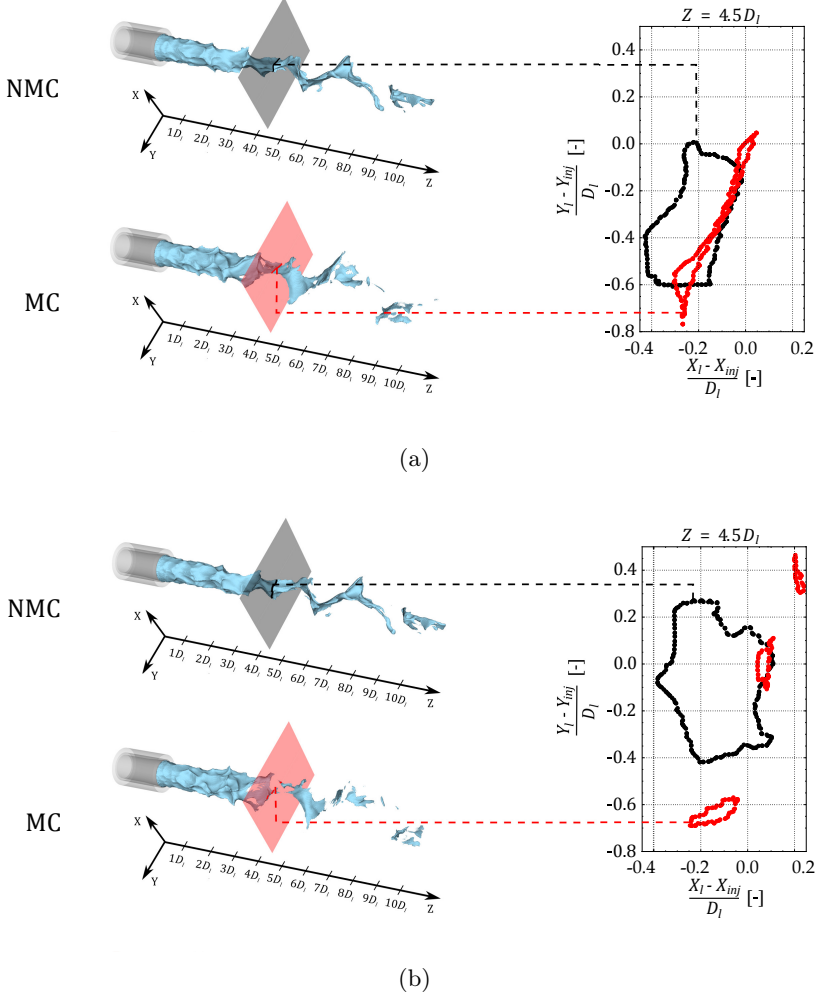 Z = 4.5D_l
NMC
X
Y
1D_l 2D_l 3D_l 4D_l 5D_l 6D_l 7D_l 8D_l 9D_l 10D_l Z
MC
X
Y
1D_l 2D_l 3D_l 4D_l 5D_l 6D_l 7D_l 8D_l 9D_l 10D_l Z
0.4
0.2
0.0
-0.2
-0.4
-0.6
-0.8
Y_l - Y_inj
D_l
[-]
-0.4 -0.2 0.0 0.2
X_l - X_inj
D_l
[-]
(a)
Z = 4.5D_l
NMC
X
Y
1D_l 2D_l 3D_l 4D_l 5D_l 6D_l 7D_l 8D_l 9D_l 10D_l Z
MC
X
Y
1D_l 2D_l 3D_l 4D_l 5D_l 6D_l 7D_l 8D_l 9D_l 10D_l Z
0.4
0.2
0.0
-0.2
-0.4
-0.6
-0.8
Y_l - Y_inj
D_l
[-]
-0.4 -0.2 0.0 0.2
X_l - X_inj
D_l
[-]
(b)